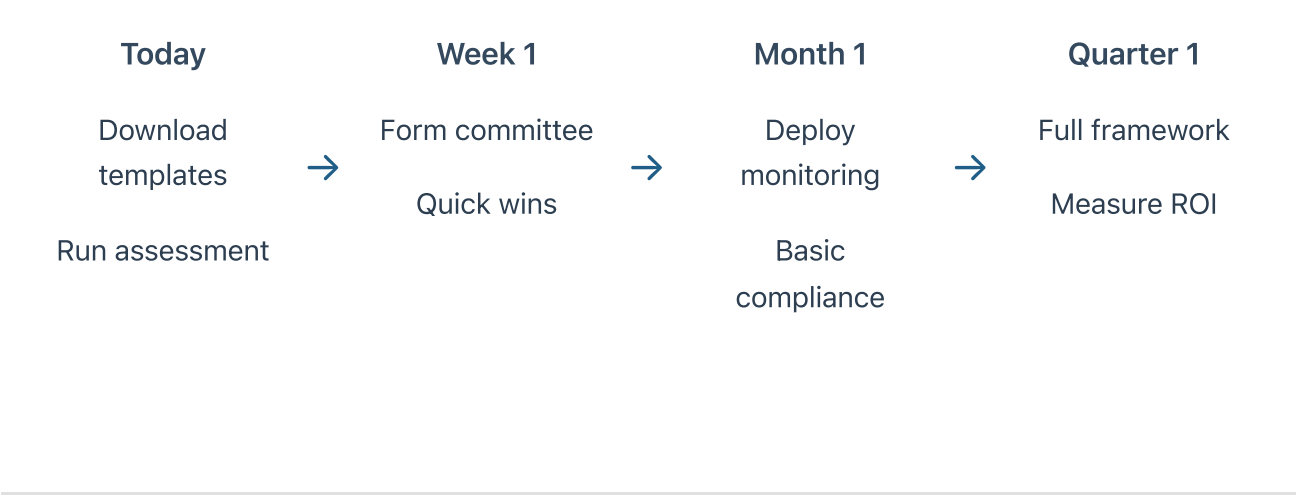 Today
Download
templates
Run assessment
Week 1
Form committee
Quick wins
Month 1
Deploy
monitoring
Basic
compliance
Quarter 1
Full framework
Measure ROI